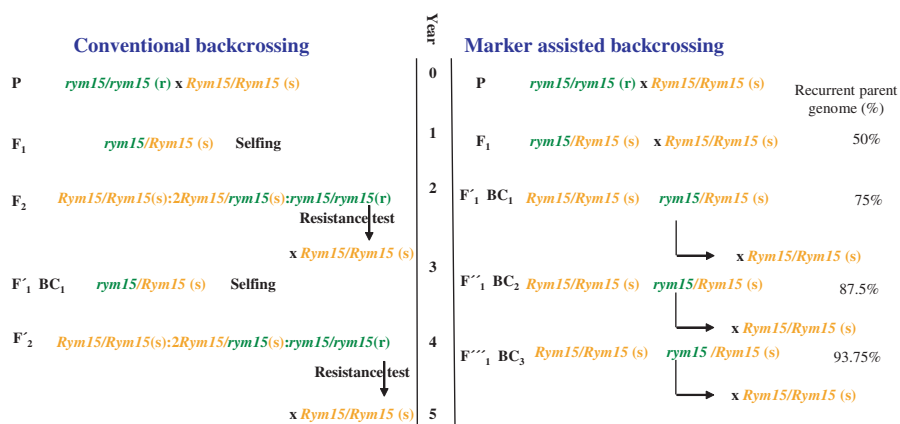 Conventional backcrossing
P rym15/rym15 (r) x Rym15/Rym15 (s)
F1 rym15/Rym15 (s) Selfing
F2 Rym15/Rym15(s):2Rym15/rym15(s):rym15/rym15(r)
Resistance test
x Rym15/Rym15 (s)
F´1 BC1 rym15/Rym15 (s) Selfing
F´2 Rym15/Rym15(s):2Rym15/rym15(s):rym15/rym15(r)
Resistance test
x Rym15/Rym15 (s)
Year
0
1
2
3
4
5
Marker assisted backcrossing
Recurrent parent
genome (%)
P rym15/rym15 (r) x Rym15/Rym15 (s)
F1 rym15/Rym15 (s) x Rym15/Rym15 (s) 50%
F´1 BC1 Rym15/Rym15 (s) rym15/Rym15 (s) 75%
x Rym15/Rym15 (s)
F´´1 BC2 Rym15/Rym15 (s) rym15/Rym15 (s) 87.5%
x Rym15/Rym15 (s)
F´´´1 BC3 Rym15/Rym15 (s) rym15 /Rym15 (s) 93.75%
x Rym15/Rym15 (s)